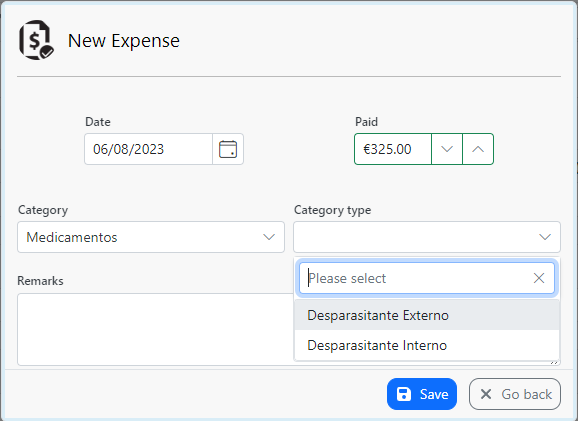 New Expense
Date
Paid
06/08/2023
€325.00
Category
Category type
Medicamentos
Remarks
Please select
Desparasitante Externo
Desparasitante Interno
Save
Go back